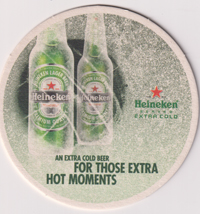 Heineken
Heineken
Heineken
EXTRA COLD
AN EXTRA COLD BEER
FOR THOSE EXTRA
HOT MOMENTS